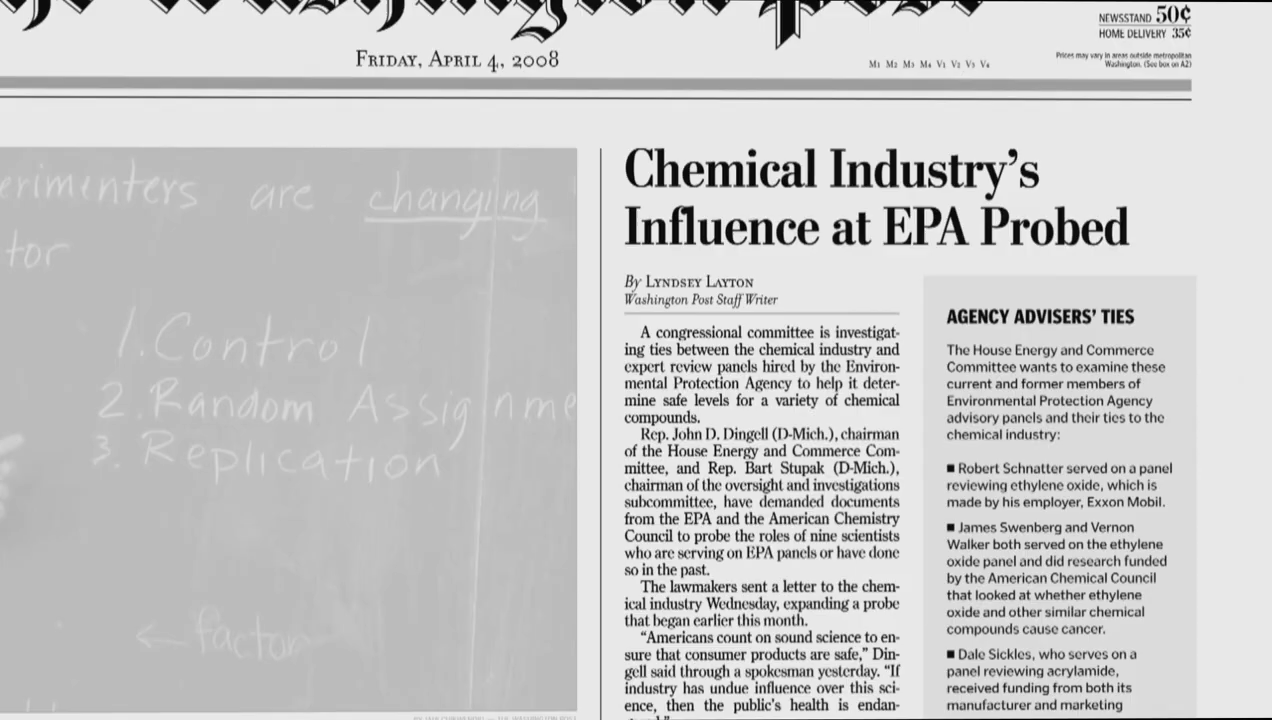 The Washington Post
FRIDAY, APRIL 4, 2008
M1 M2 M3 M4 V1 V2 V3 V4
NEWSSTAND 50¢
HOME DELIVERY 35¢
Prices may vary in areas outside metropolitan
Washington. (See box on A2)
erimenters are changing
tor
1. Control
2. Random Assignme
3. Replication
← factor
Chemical Industry's
Influence at EPA Probed
By LYNDSEY LAYTON
Washington Post Staff Writer
A congressional committee is investigat-
ing ties between the chemical industry and
expert review panels hired by the Environ-
mental Protection Agency to help it deter-
mine safe levels for a variety of chemical
compounds.
Rep. John D. Dingell (D-Mich.), chairman
of the House Energy and Commerce Com-
mittee, and Rep. Bart Stupak (D-Mich.),
chairman of the oversight and investigations
subcommittee, have demanded documents
from the EPA and the American Chemistry
Council to probe the roles of nine scientists
who are serving on EPA panels or have done
so in the past.
The lawmakers sent a letter to the chem-
ical industry Wednesday, expanding a probe
that began earlier this month.
“Americans count on sound science to en-
sure that consumer products are safe,” Din-
gell said through a spokesman yesterday. “If
industry has undue influence over this sci-
ence, then the public's health is endan-
AGENCY ADVISERS' TIES
The House Energy and Commerce
Committee wants to examine these
current and former members of
Environmental Protection Agency
advisory panels and their ties to the
chemical industry:
■ Robert Schnatter served on a panel
reviewing ethylene oxide, which is
made by his employer, Exxon Mobil.
■ James Swenberg and Vernon
Walker both served on the ethylene
oxide panel and did research funded
by the American Chemical Council
that looked at whether ethylene
oxide and other similar chemical
compounds cause cancer.
■ Dale Sickles, who serves on a
panel reviewing acrylamide,
received funding from both its
manufacturer and marketing